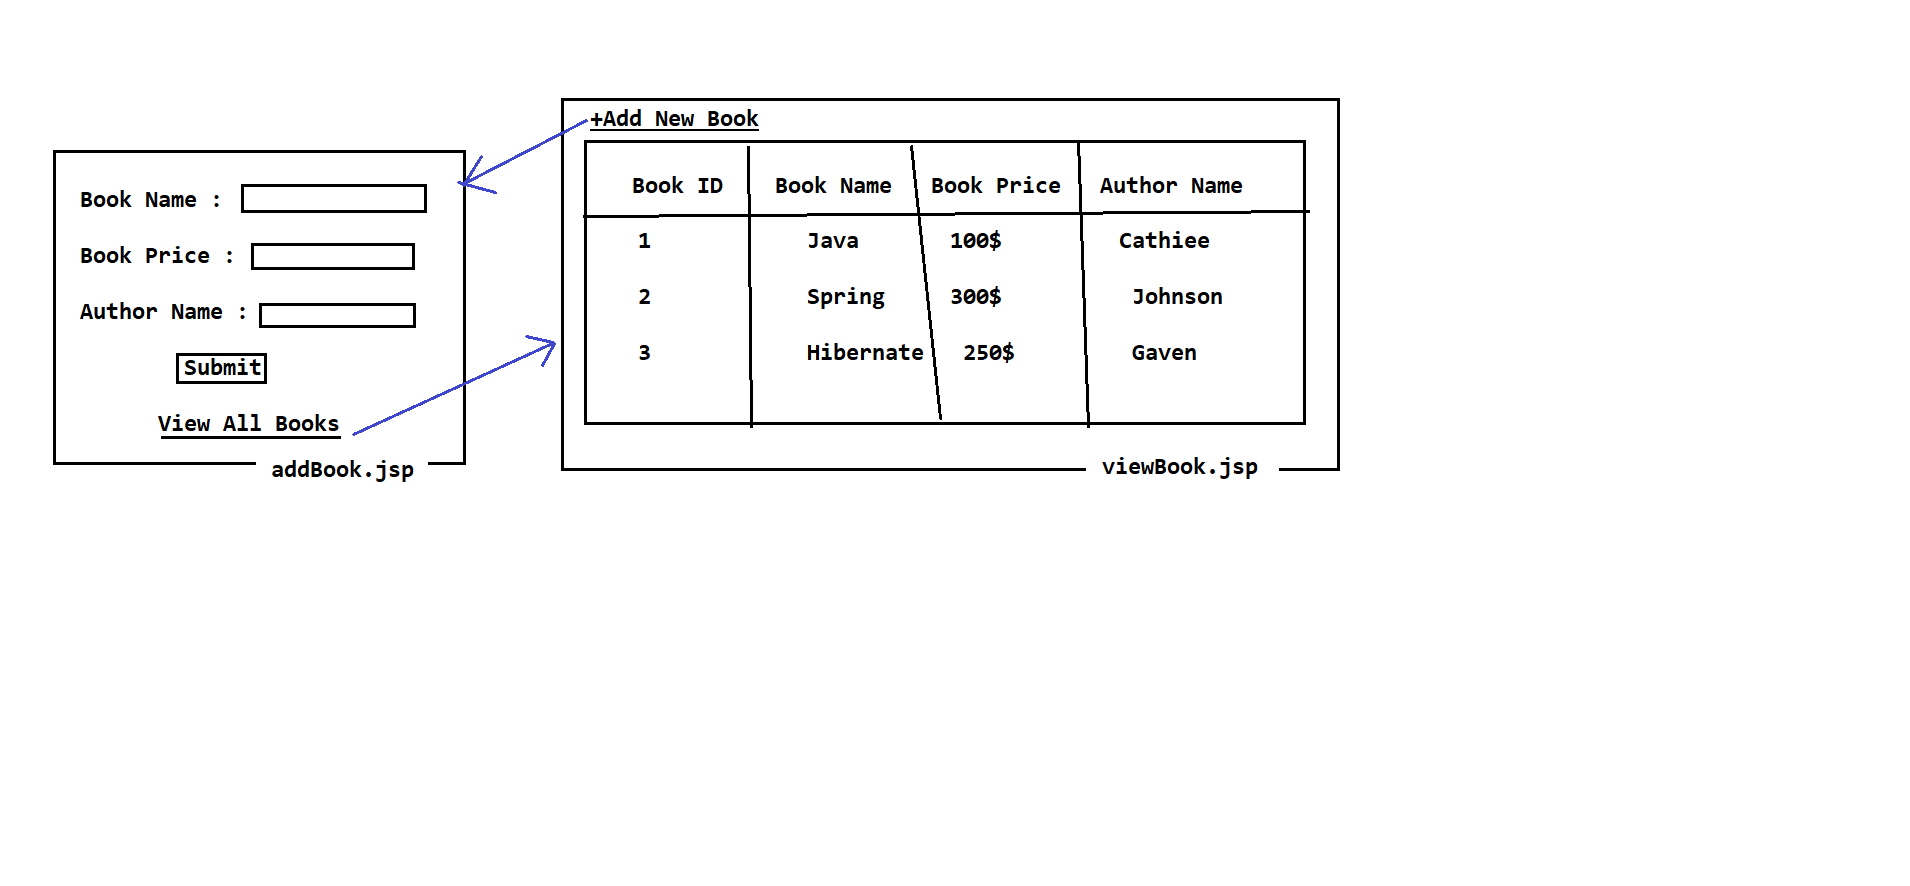 Book Name :
Book Price :
Author Name :
Submit
View All Books
addBook.jsp
+Add New Book
Book ID Book Name Book Price Author Name
1 Java 100$ Cathiee
2 Spring 300$ Johnson
3 Hibernate 250$ Gaven
viewBook.jsp